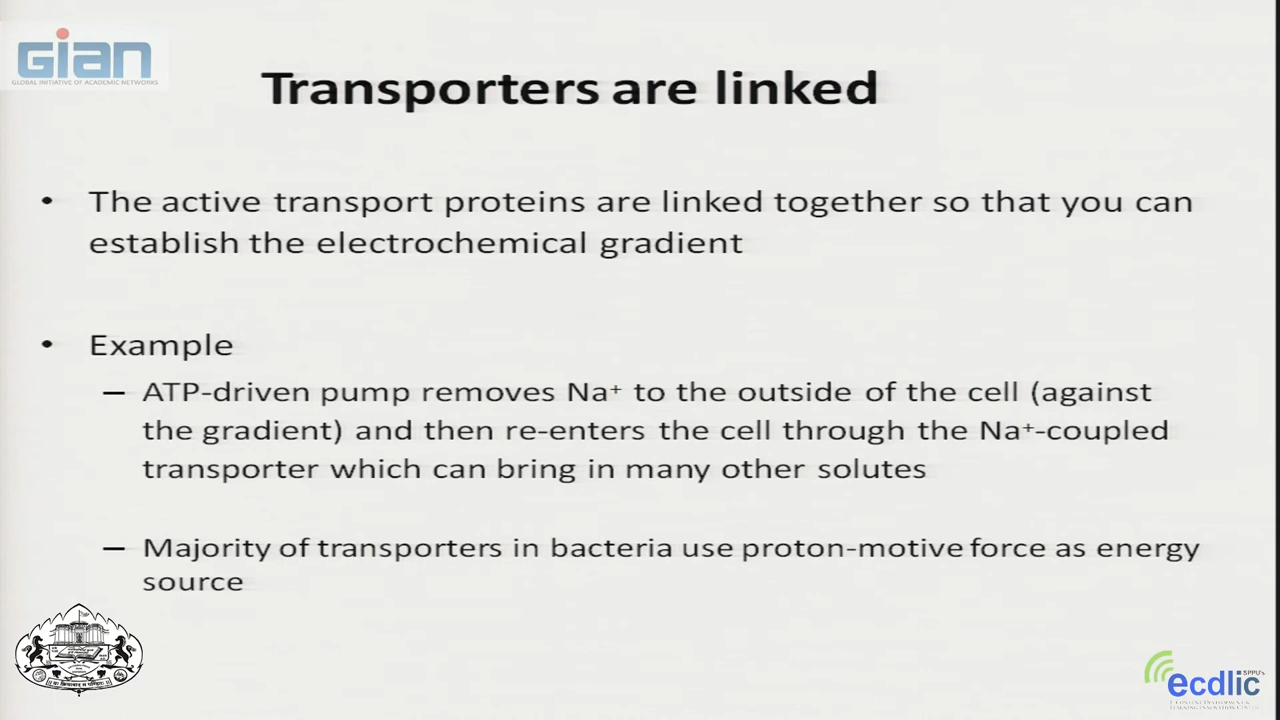 GIAN
GLOBAL INITIATIVE OF ACADEMIC NETWORKS
Transporters are linked
• The active transport proteins are linked together so that you can
establish the electrochemical gradient
• Example
– ATP-driven pump removes Na⁺ to the outside of the cell (against
the gradient) and then re-enters the cell through the Na⁺-coupled
transporter which can bring in many other solutes
– Majority of transporters in bacteria use proton-motive force as energy
source
SPPU's
ecdlic